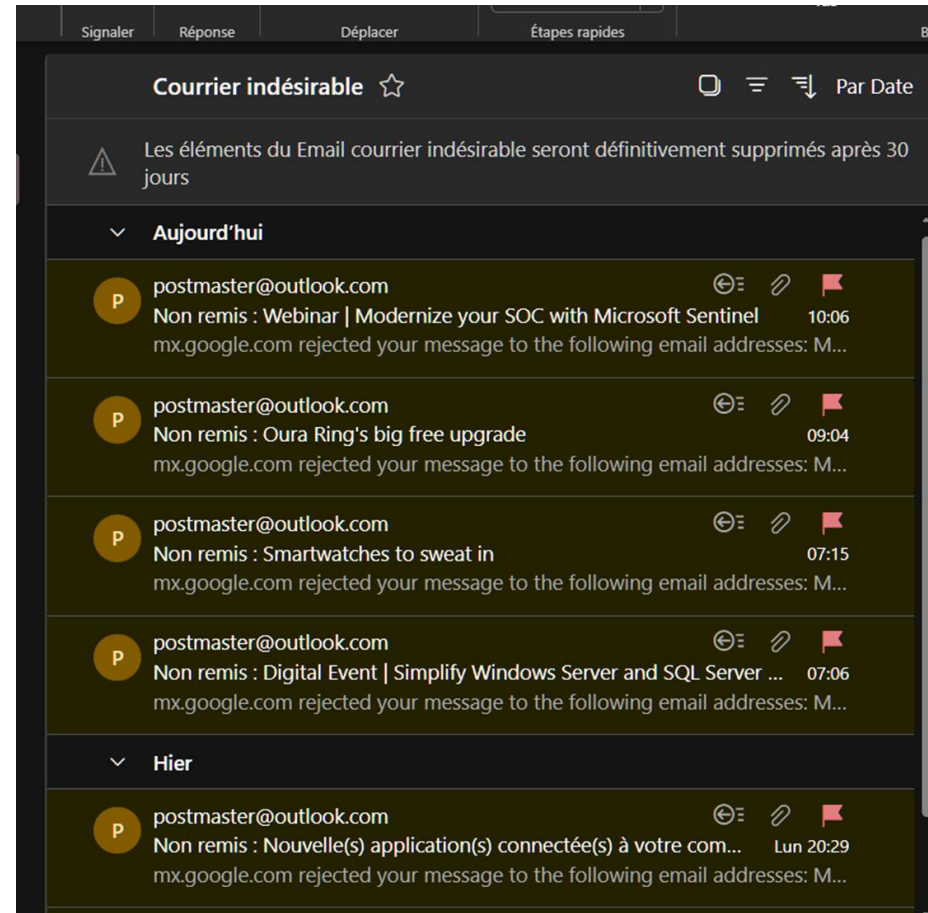 Signaler
Réponse
Déplacer
Étapes rapides
Courrier indésirable
Par Date
Les éléments du Email courrier indésirable seront définitivement supprimés après 30
jours
Aujourd'hui
P
postmaster@outlook.com
Non remis : Webinar | Modernize your SOC with Microsoft Sentinel 10:06
mx.google.com rejected your message to the following email addresses: M...
P
postmaster@outlook.com
Non remis : Oura Ring's big free upgrade 09:04
mx.google.com rejected your message to the following email addresses: M...
P
postmaster@outlook.com
Non remis : Smartwatches to sweat in 07:15
mx.google.com rejected your message to the following email addresses: M...
P
postmaster@outlook.com
Non remis : Digital Event | Simplify Windows Server and SQL Server ... 07:06
mx.google.com rejected your message to the following email addresses: M...
Hier
P
postmaster@outlook.com
Non remis : Nouvelle(s) application(s) connectée(s) à votre com... Lun 20:29
mx.google.com rejected your message to the following email addresses: M...